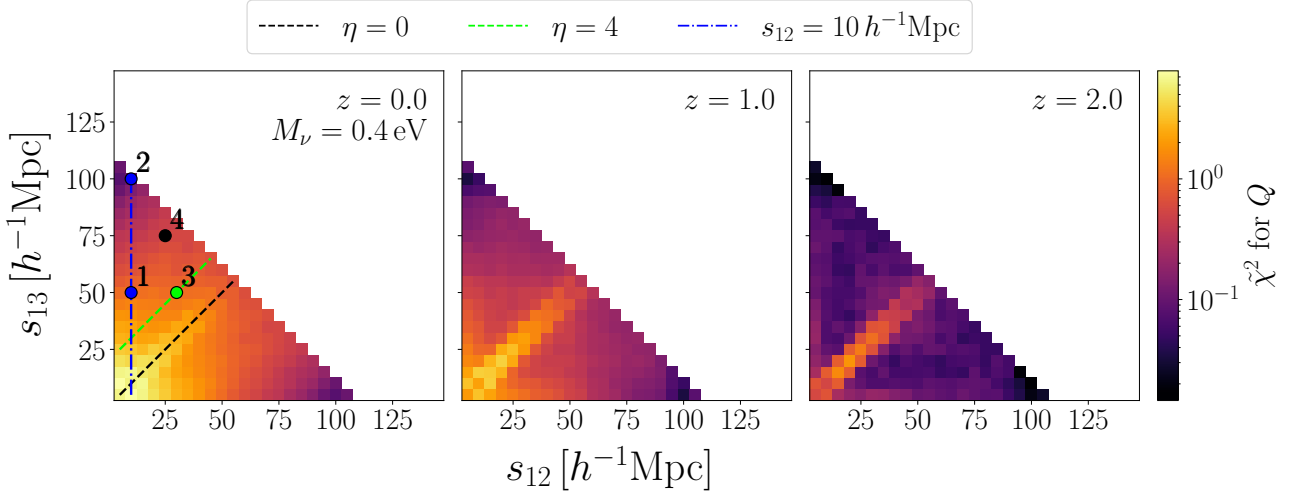 η = 0
η = 4
s₁₂ = 10 h⁻¹Mpc
z = 0.0
M_ν = 0.4 eV
z = 1.0
z = 2.0
s₁₃ [h⁻¹Mpc]
125
100
75
50
25
2
4
1
3
25 50 75 100 125
25 50 75 100 125
25 50 75 100 125
s₁₂ [h⁻¹Mpc]
10⁰
10⁻¹
χ̃² for Q